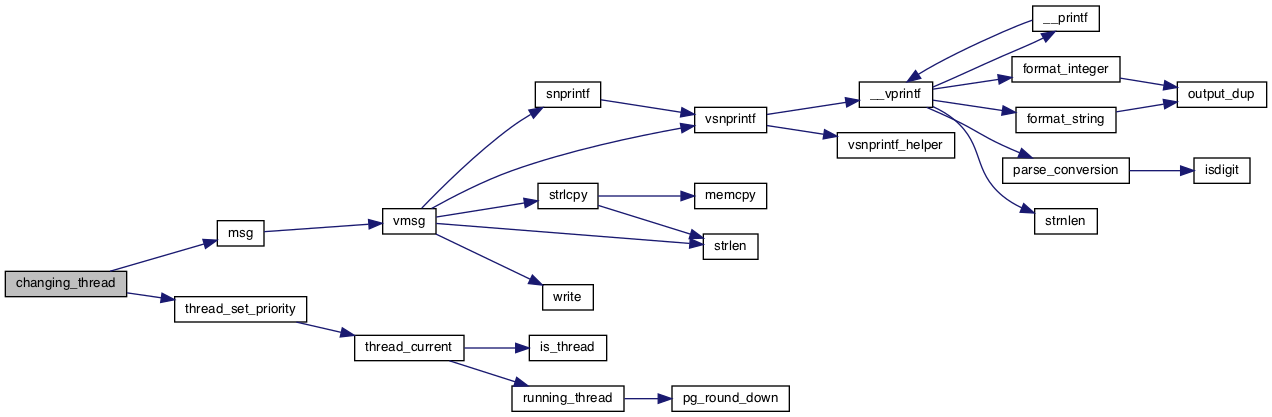 changing_thread
msg
thread_set_priority
vmsg
thread_current
snprintf
strlcpy
write
is_thread
running_thread
vsnprintf
memcpy
strlen
pg_round_down
__vprintf
vsnprintf_helper
__printf
format_integer
format_string
parse_conversion
strnlen
output_dup
isdigit